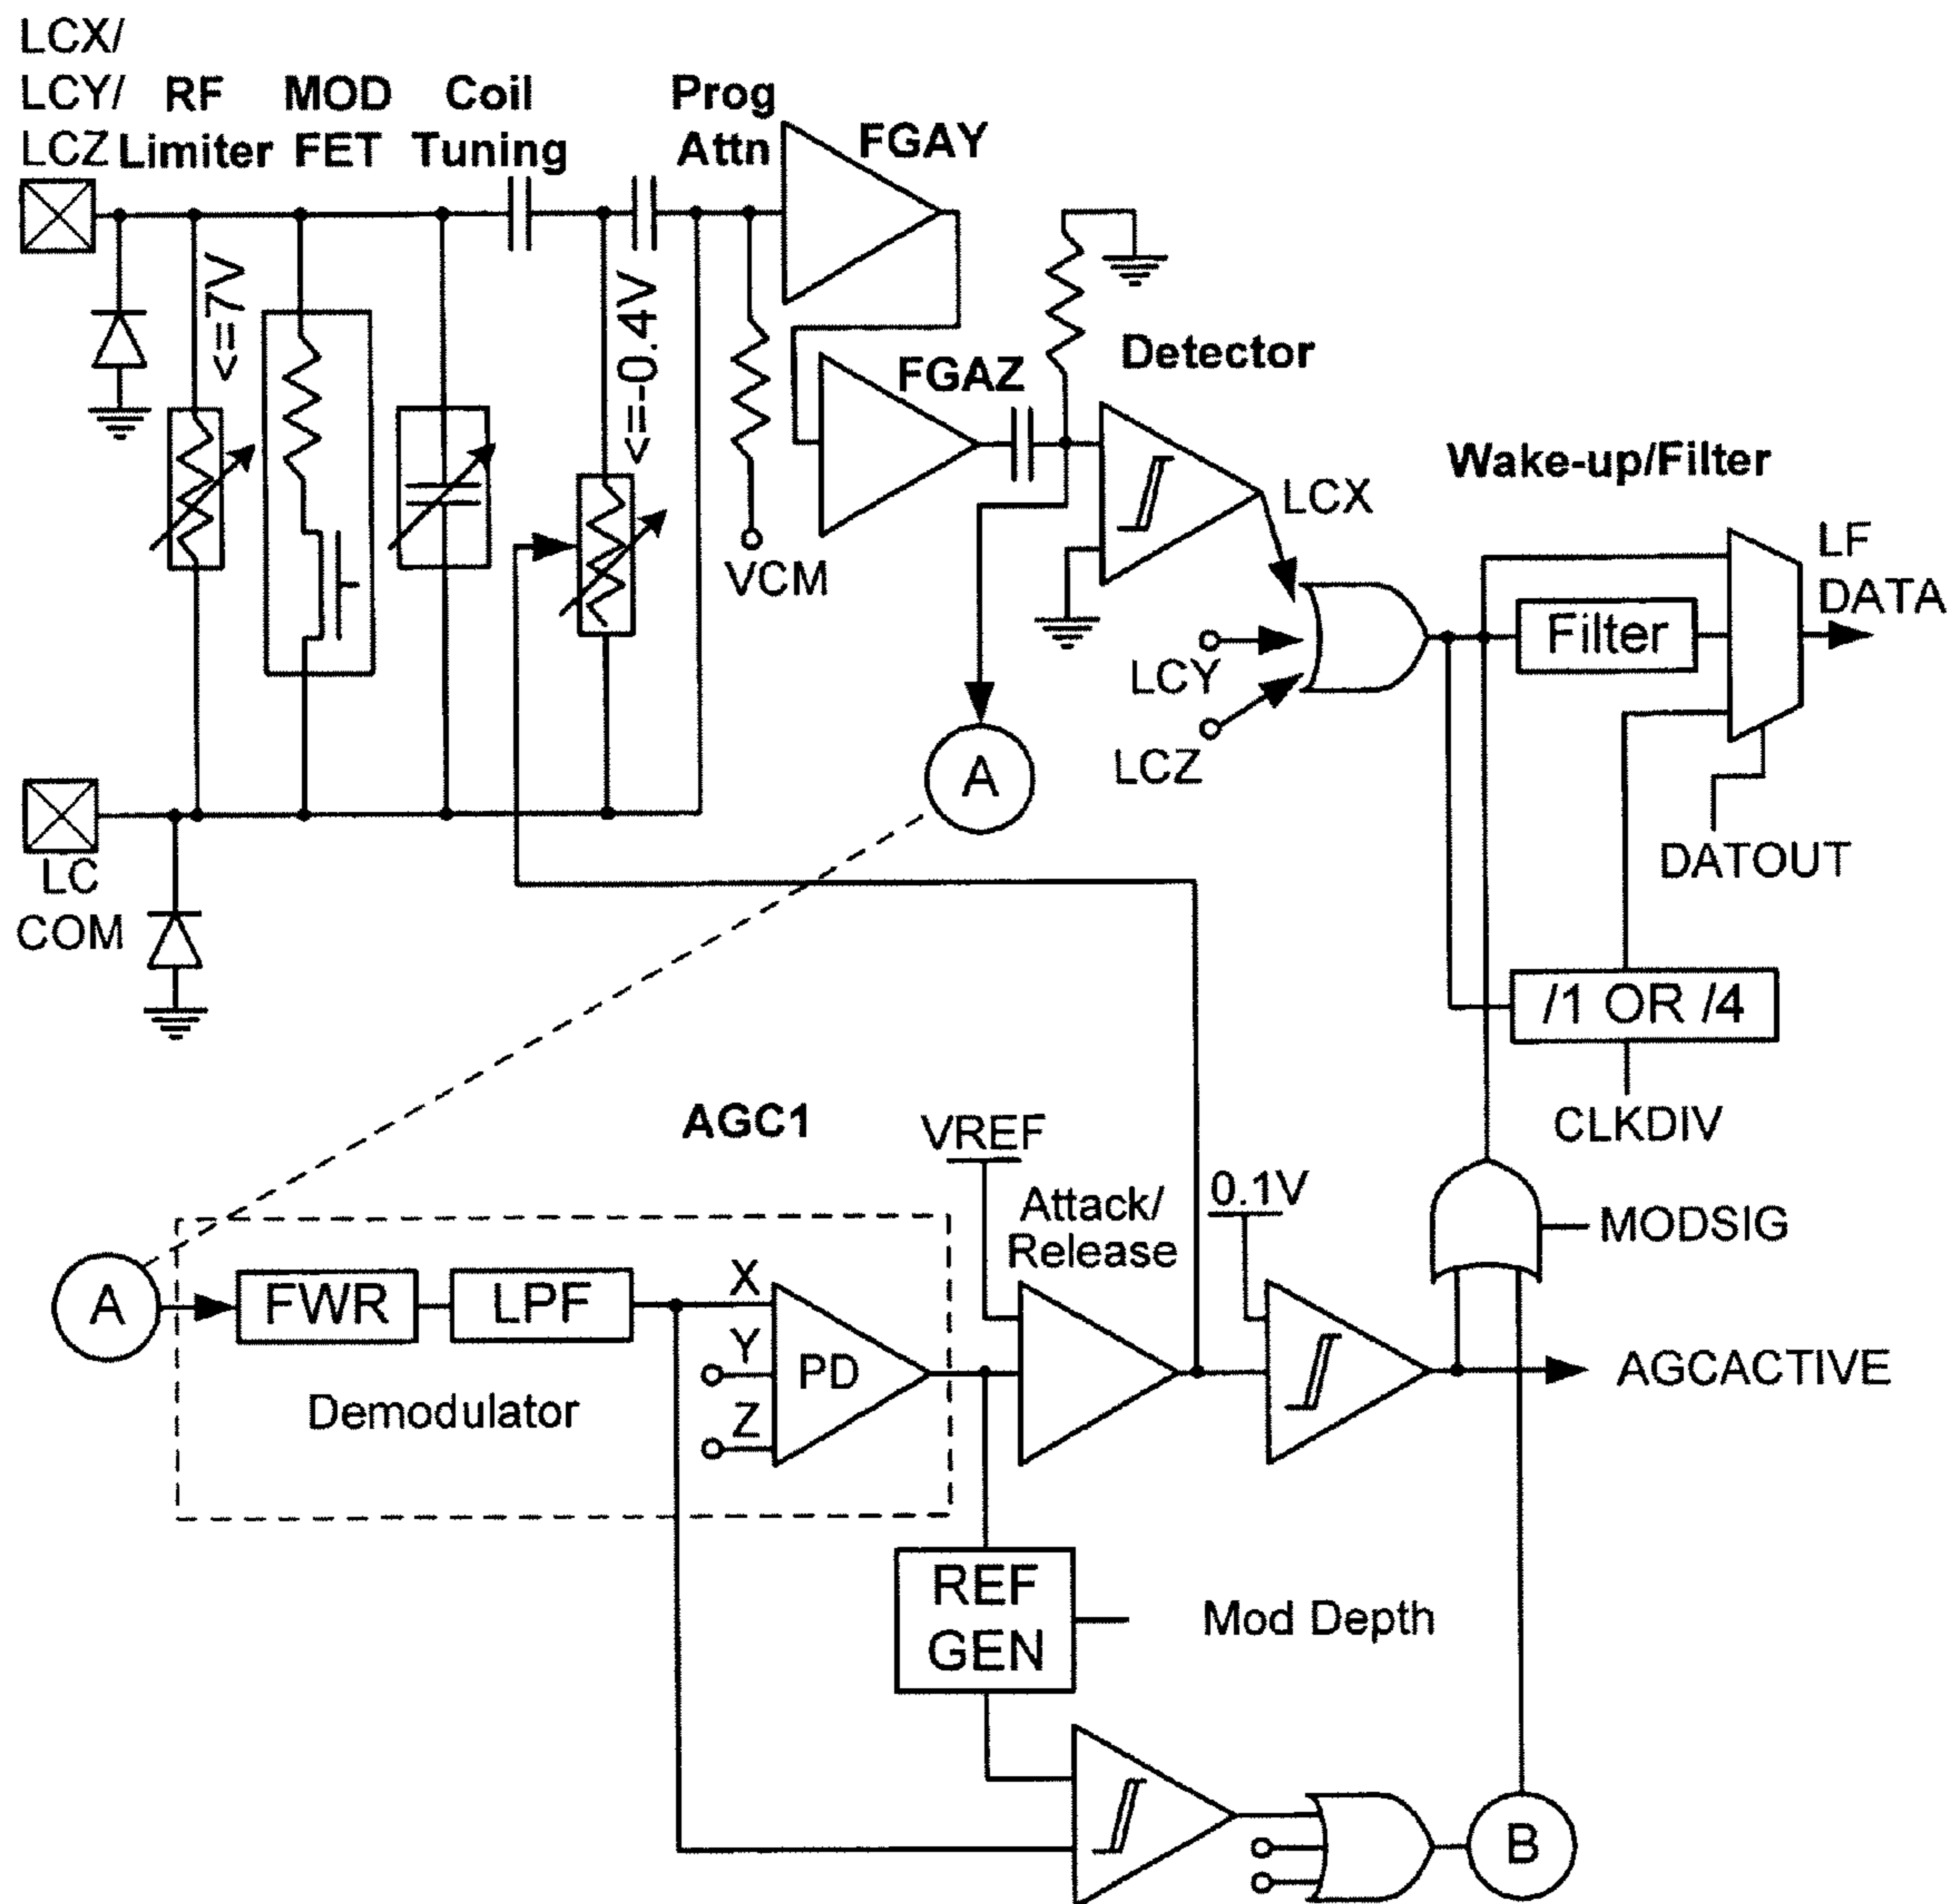 LCX/
LCY/
LCZ
RF
Limiter
MOD
FET
Coil
Tuning
Prog
Attn
FGAY
<=7V
<=-0.4V
VCM
FGAZ
Detector
LCX
LCY
LCZ
Wake-up/Filter
Filter
LF
DATA
DATOUT
A
LC
COM
/1 OR /4
CLKDIV
AGC1
VREF
Attack/
Release
0.1V
MODSIG
A
FWR
LPF
X
Y
Z
PD
Demodulator
AGCACTIVE
REF
GEN
Mod Depth
B